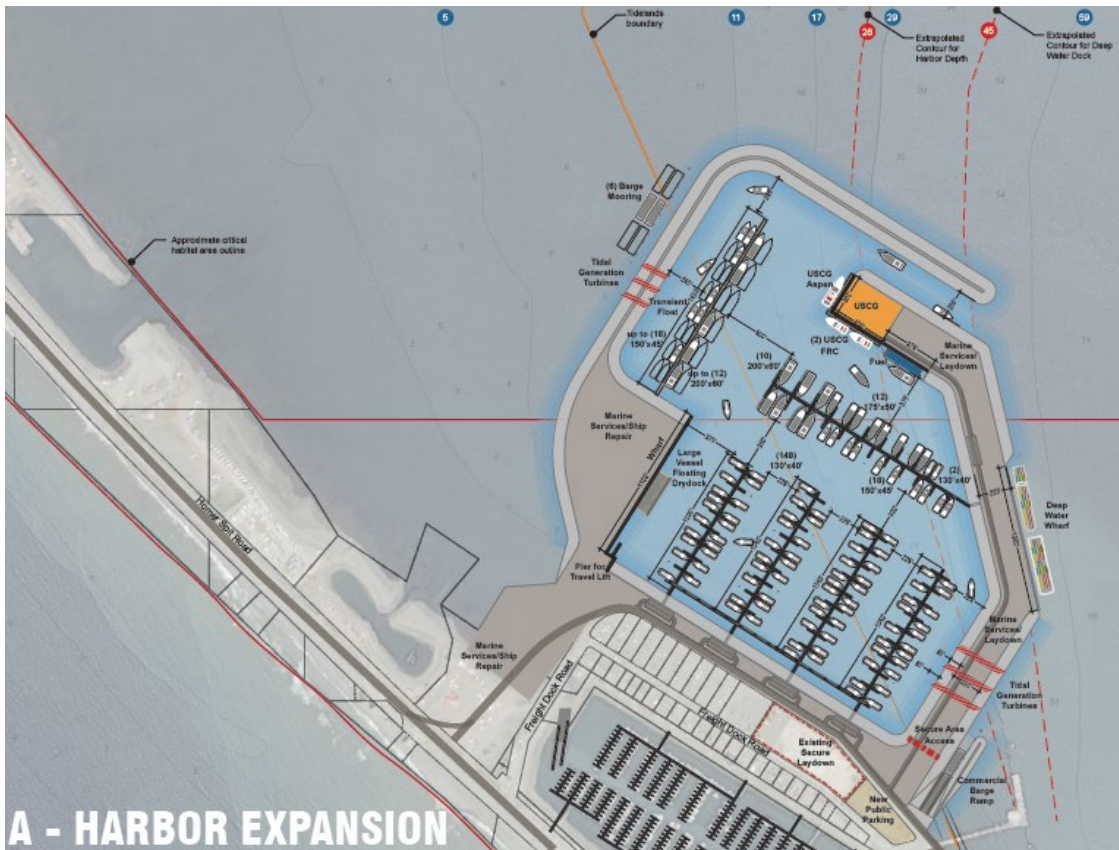 5
Tidelands
boundary
11
17
29
26
Extrapolated
Contour for
Harbor Depth
45
Extrapolated
Contour for Deep
Water Dock
59
(6) Barge
Mooring
Approximate critical
habitat area outline
Tidal
Generation
Turbines
Transient
Float
up to (18)
150'x45'
up to (12)
200'x60'
USCG
Aspen
USCG
(2) USCG
FRC
Fuel
Marine
Services/
Laydown
(10)
200'x60'
(12)
175'x50'
(18)
150'x45'
(2)
130'x40'
(140)
130'x40'
Marine
Services/Ship
Repair
Wharf
Large
Vessel
Floating
Drydock
Pier for
Travel Lift
Deep
Water
Wharf
Homer Spit Road
Marine
Services/Ship
Repair
Freight Dock Road
Freight Dock Road
Marine
Services/
Laydown
Tidal
Generation
Turbines
Secure Area
Access
Existing
Secure
Laydown
New
Public
Parking
Commercial
Barge
Ramp
A - HARBOR EXPANSION